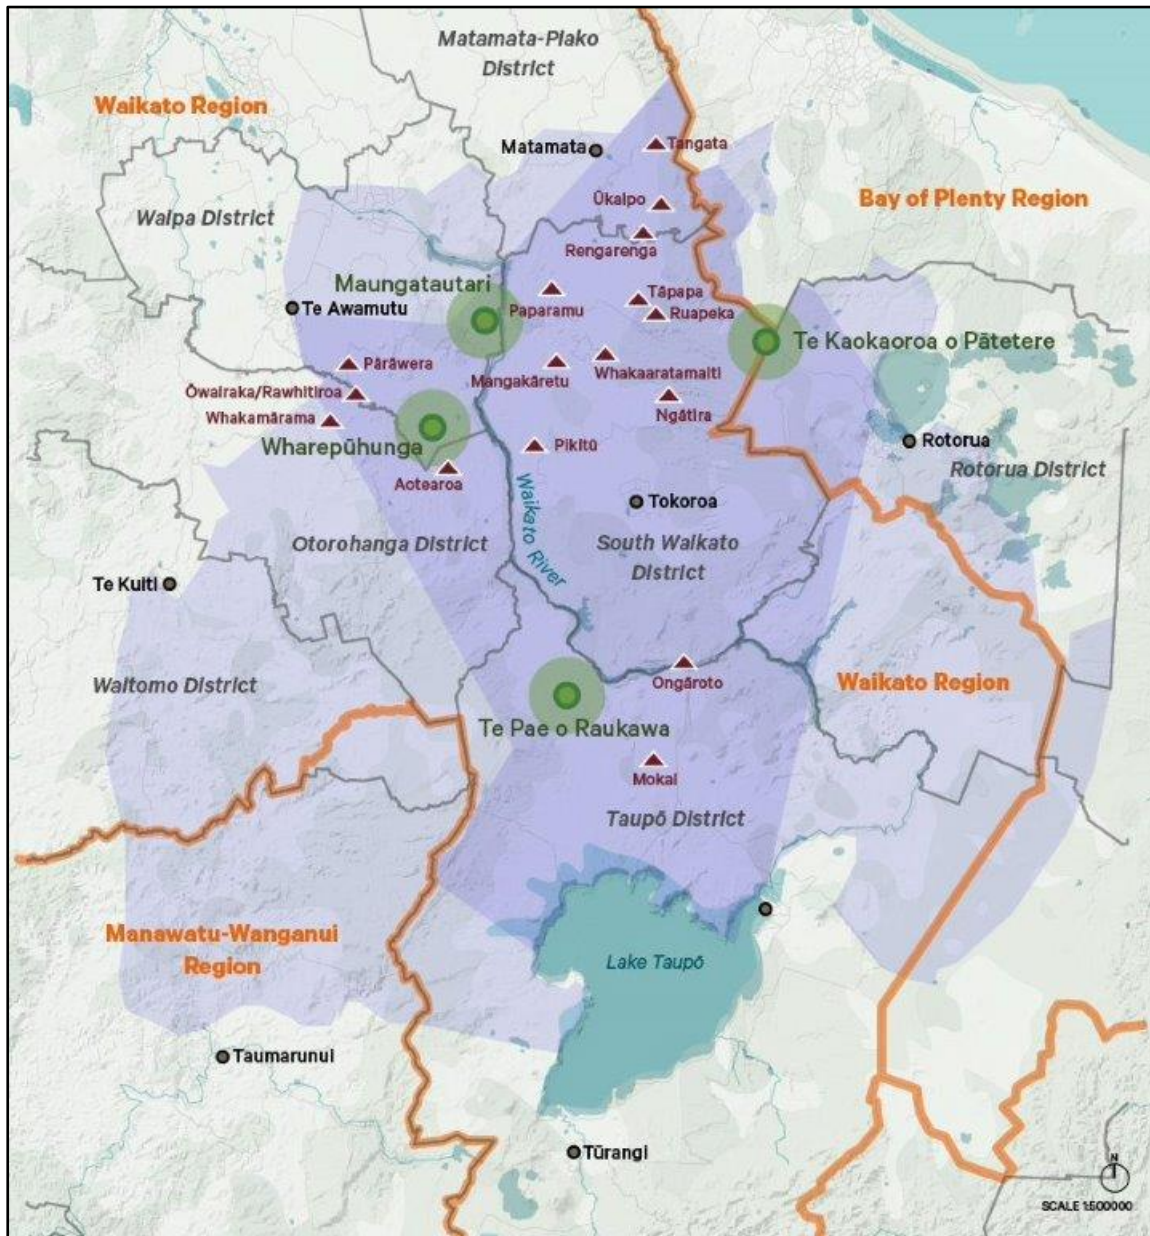 Matamata-Piako
District
Waikato Region
Matamata
Tangata
Bay of Plenty Region
Ūkaipo
Waipa District
Rengarenga
Maungatautari
Tāpapa
Te Awamutu
Paparamu
Ruapeka
Te Kaokaoroa o Pātetere
Pārāwera
Mangakāretu
Whakaaratamaiti
Ōwairaka/Rawhitiroa
Ngātira
Whakamārama
Wharepūhunga
Pikitū
Rotorua
Rotorua District
Aotearoa
Waikato River
Tokoroa
Otorohanga District
South Waikato
District
Te Kuiti
Waitomo District
Ongāroto
Waikato Region
Te Pae o Raukawa
Mokai
Taupō District
Manawatu-Wanganui
Region
Lake Taupō
Taumarunui
Tūrangi
N
SCALE 1:500000